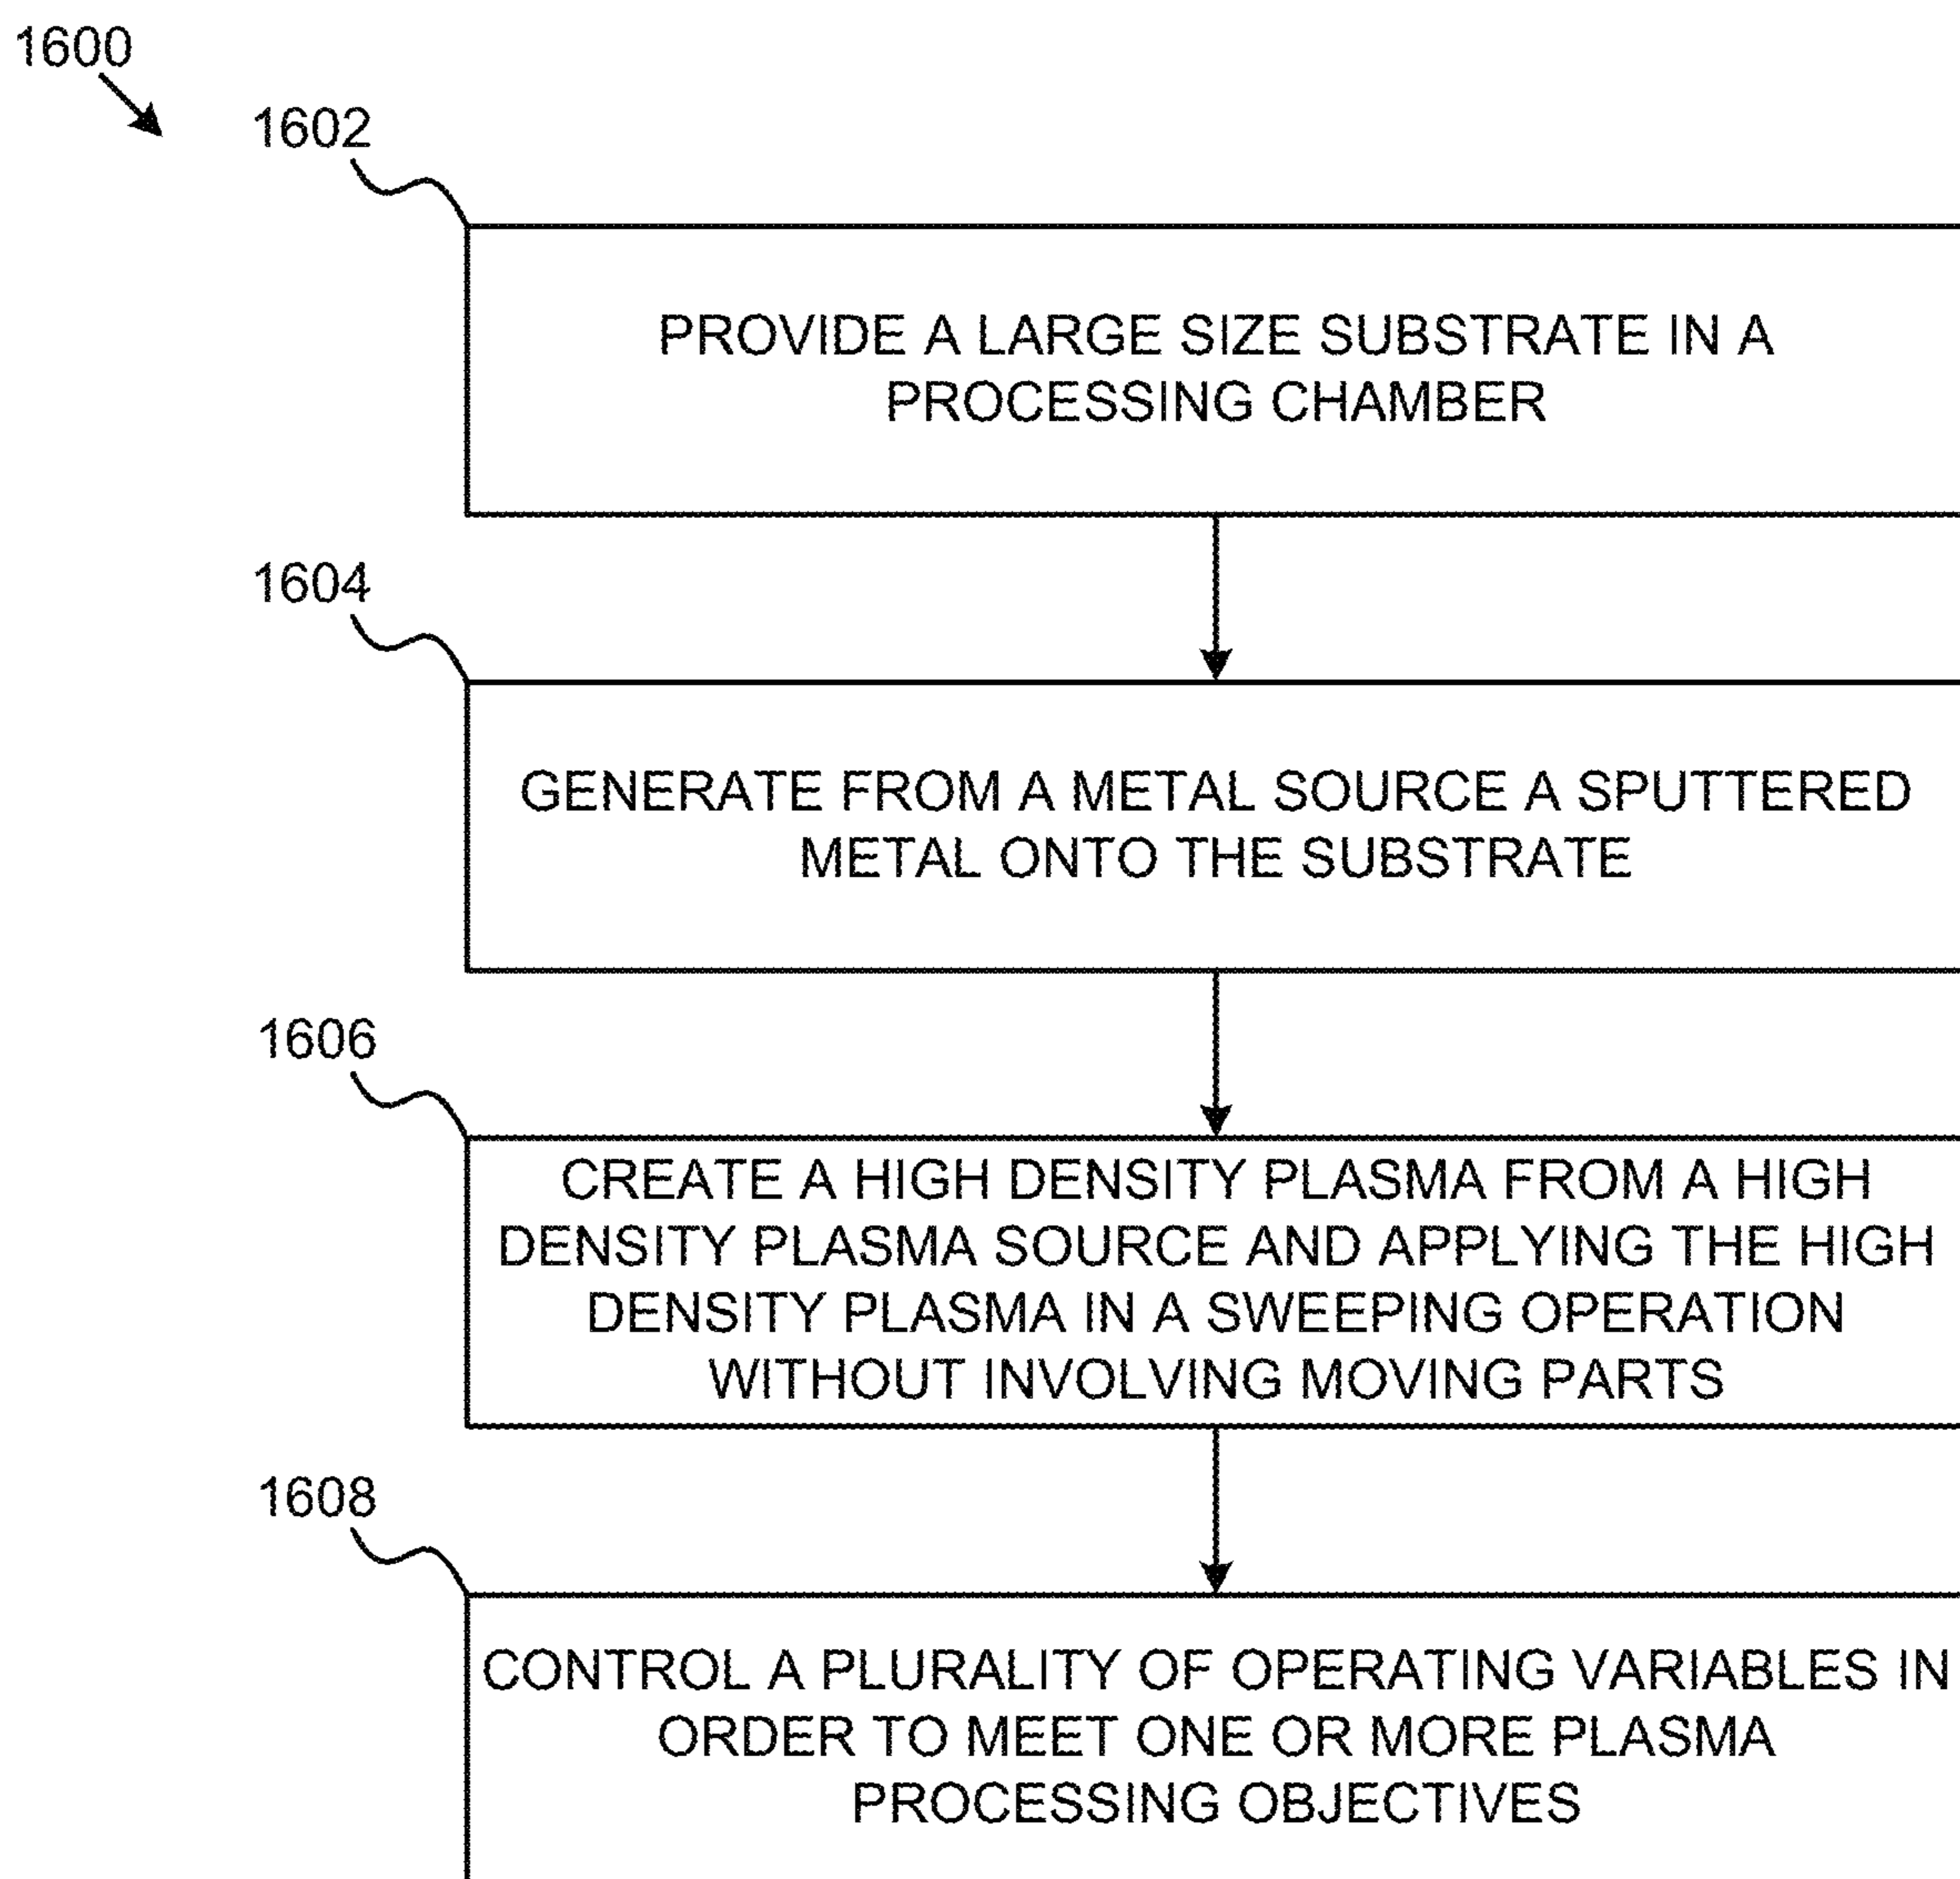 1600
1602
PROVIDE A LARGE SIZE SUBSTRATE IN A
PROCESSING CHAMBER
1604
GENERATE FROM A METAL SOURCE A SPUTTERED
METAL ONTO THE SUBSTRATE
1606
CREATE A HIGH DENSITY PLASMA FROM A HIGH
DENSITY PLASMA SOURCE AND APPLYING THE HIGH
DENSITY PLASMA IN A SWEEPING OPERATION
WITHOUT INVOLVING MOVING PARTS
1608
CONTROL A PLURALITY OF OPERATING VARIABLES IN
ORDER TO MEET ONE OR MORE PLASMA
PROCESSING OBJECTIVES